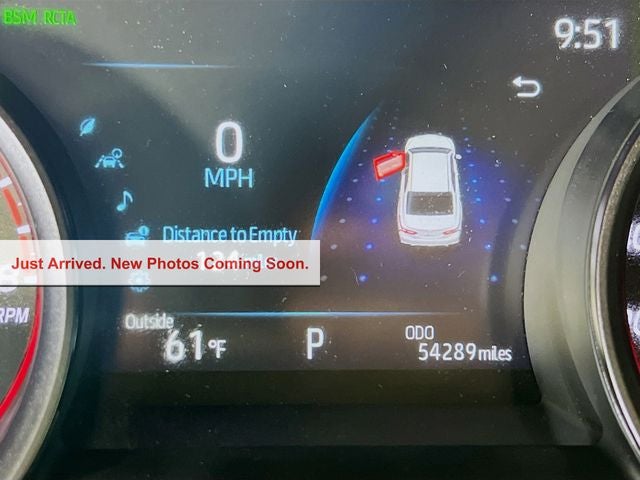 BSM RCTA
9:51
0
MPH
Distance to Empty
Just Arrived. New Photos Coming Soon.
RPM
Outside
61°F
P
ODO
54289 miles